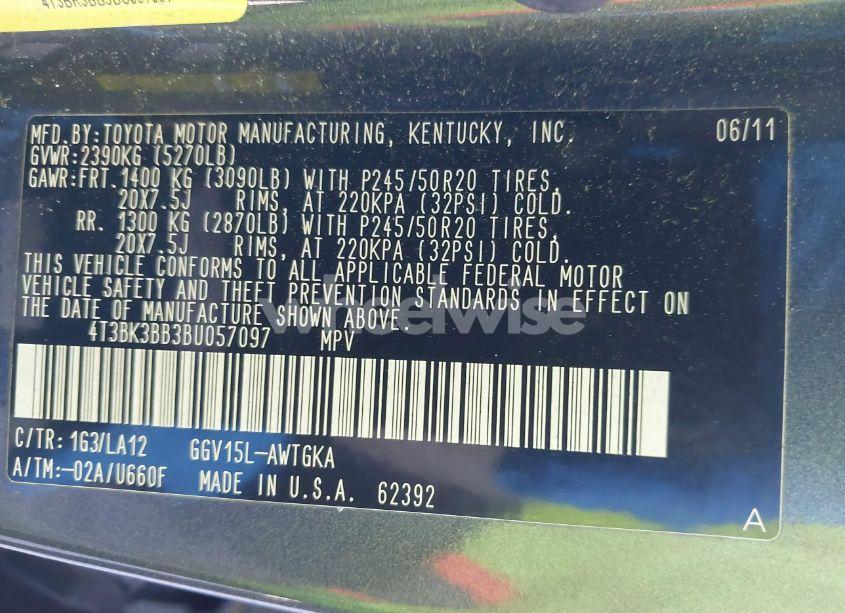 MFD.BY:TOYOTA MOTOR MANUFACTURING, KENTUCKY, INC. 06/11
GVWR:2390KG (5270LB)
GAWR:FRT.1400 KG (3090LB) WITH P245/50R20 TIRES,
20X7.5J RIMS, AT 220KPA (32PSI) COLD.
RR. 1300 KG (2870LB) WITH P245/50R20 TIRES,
20X7.5J RIMS, AT 220KPA (32PSI) COLD.
THIS VEHICLE CONFORMS TO ALL APPLICABLE FEDERAL MOTOR
VEHICLE SAFETY AND THEFT PREVENTION STANDARDS IN EFFECT ON
THE DATE OF MANUFACTURE SHOWN ABOVE.
wheelwise
4T3BK3BB3BU057097 MPV
C/TR: 1G3/LA12 GGV15L-AWTGKA
A/TM:-02A/U660F MADE IN U.S.A. 62392
A